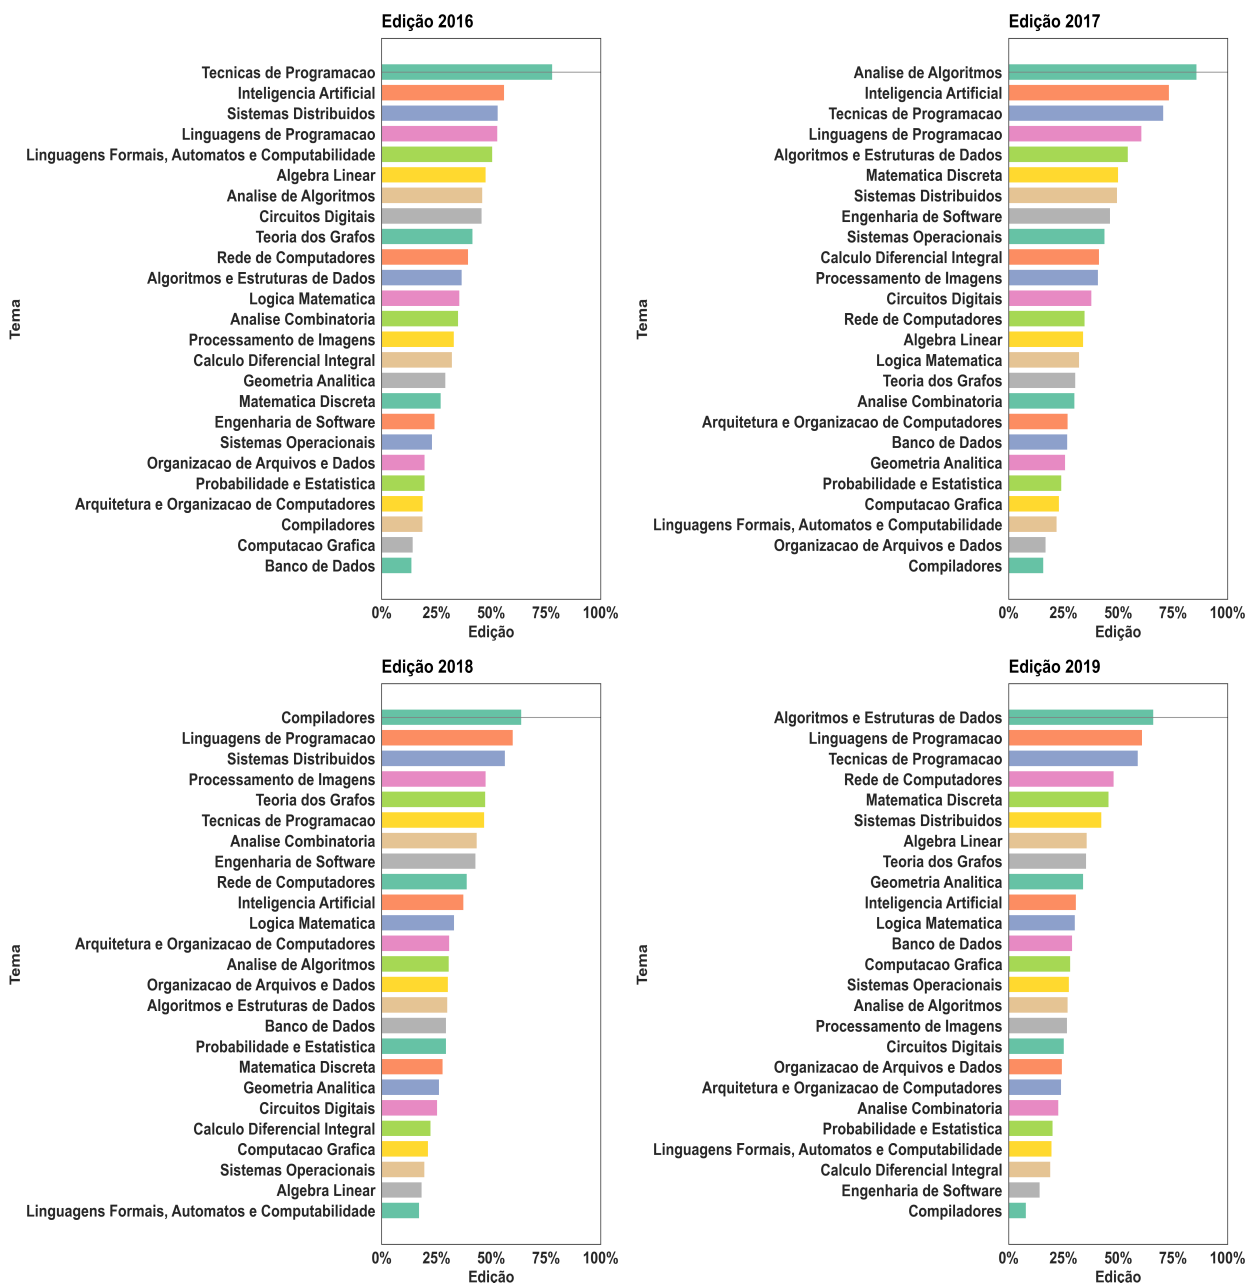 Edição 2016
Tema
Tecnicas de Programacao
Inteligencia Artificial
Sistemas Distribuidos
Linguagens de Programacao
Linguagens Formais, Automatos e Computabilidade
Algebra Linear
Analise de Algoritmos
Circuitos Digitais
Teoria dos Grafos
Rede de Computadores
Algoritmos e Estruturas de Dados
Logica Matematica
Analise Combinatoria
Processamento de Imagens
Calculo Diferencial Integral
Geometria Analitica
Matematica Discreta
Engenharia de Software
Sistemas Operacionais
Organizacao de Arquivos e Dados
Probabilidade e Estatistica
Arquitetura e Organizacao de Computadores
Compiladores
Computacao Grafica
Banco de Dados
0% 25% 50% 75% 100%
Edição
Edição 2017
Tema
Analise de Algoritmos
Inteligencia Artificial
Tecnicas de Programacao
Linguagens de Programacao
Algoritmos e Estruturas de Dados
Matematica Discreta
Sistemas Distribuidos
Engenharia de Software
Sistemas Operacionais
Calculo Diferencial Integral
Processamento de Imagens
Circuitos Digitais
Rede de Computadores
Algebra Linear
Logica Matematica
Teoria dos Grafos
Analise Combinatoria
Arquitetura e Organizacao de Computadores
Banco de Dados
Geometria Analitica
Probabilidade e Estatistica
Computacao Grafica
Linguagens Formais, Automatos e Computabilidade
Organizacao de Arquivos e Dados
Compiladores
0% 25% 50% 75% 100%
Edição
Edição 2018
Tema
Compiladores
Linguagens de Programacao
Sistemas Distribuidos
Processamento de Imagens
Teoria dos Grafos
Tecnicas de Programacao
Analise Combinatoria
Engenharia de Software
Rede de Computadores
Inteligencia Artificial
Logica Matematica
Arquitetura e Organizacao de Computadores
Analise de Algoritmos
Organizacao de Arquivos e Dados
Algoritmos e Estruturas de Dados
Banco de Dados
Probabilidade e Estatistica
Matematica Discreta
Geometria Analitica
Circuitos Digitais
Calculo Diferencial Integral
Computacao Grafica
Sistemas Operacionais
Algebra Linear
Linguagens Formais, Automatos e Computabilidade
0% 25% 50% 75% 100%
Edição
Edição 2019
Tema
Algoritmos e Estruturas de Dados
Linguagens de Programacao
Tecnicas de Programacao
Rede de Computadores
Matematica Discreta
Sistemas Distribuidos
Algebra Linear
Teoria dos Grafos
Geometria Analitica
Inteligencia Artificial
Logica Matematica
Banco de Dados
Computacao Grafica
Sistemas Operacionais
Analise de Algoritmos
Processamento de Imagens
Circuitos Digitais
Organizacao de Arquivos e Dados
Arquitetura e Organizacao de Computadores
Analise Combinatoria
Probabilidade e Estatistica
Linguagens Formais, Automatos e Computabilidade
Calculo Diferencial Integral
Engenharia de Software
Compiladores
0% 25% 50% 75% 100%
Edição